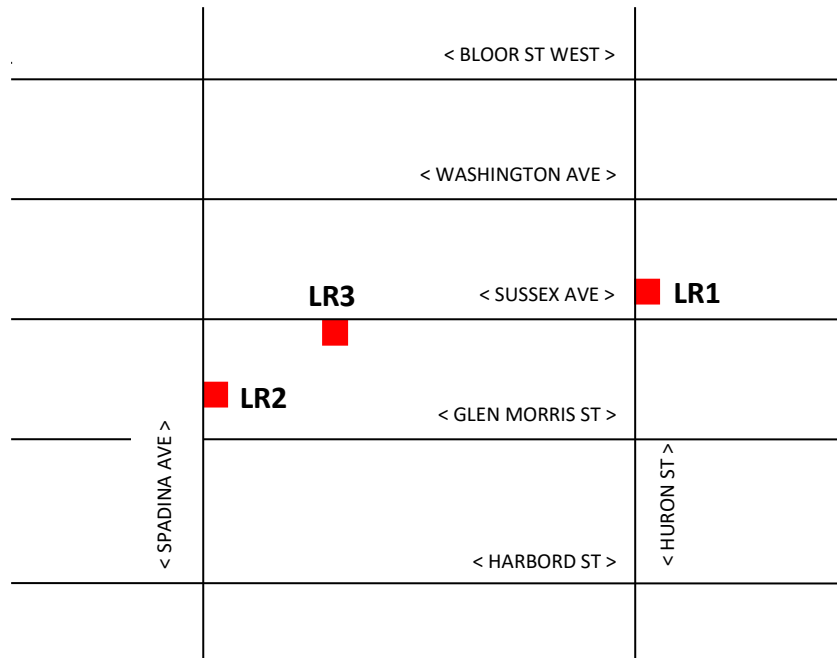 < BLOOR ST WEST >
< WASHINGTON AVE >
LR3
< SUSSEX AVE >
LR1
LR2
< GLEN MORRIS ST >
< SPADINA AVE >
< HURON ST >
< HARBORD ST >